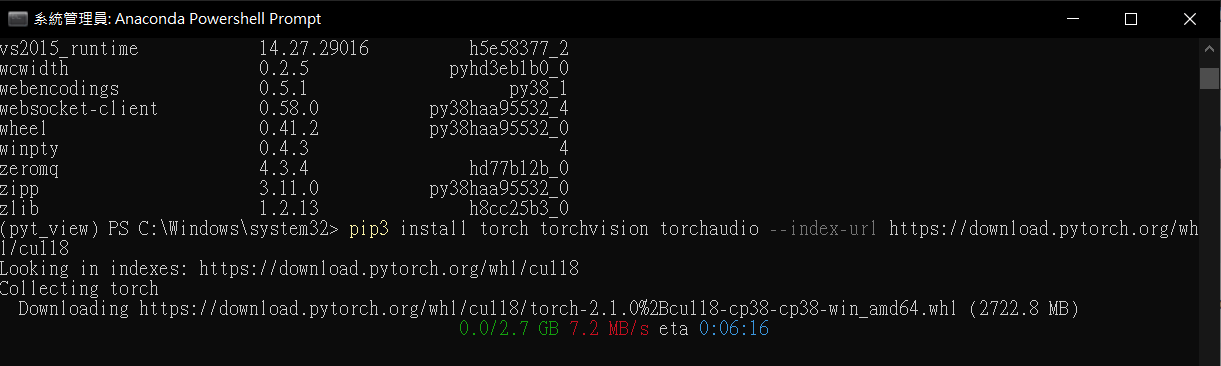 系統管理員: Anaconda Powershell Prompt
vs2015_runtime 14.27.29016 h5e58377_2
wcwidth 0.2.5 pyhd3eb1b0_0
webencodings 0.5.1 py38_1
websocket-client 0.58.0 py38haa95532_4
wheel 0.41.2 py38haa95532_0
winpty 0.4.3 4
zeromq 4.3.4 hd77b12b_0
zipp 3.11.0 py38haa95532_0
zlib 1.2.13 h8cc25b3_0
(pyt_view) PS C:\Windows\system32> pip3 install torch torchvision torchaudio --index-url https://download.pytorch.org/wh
l/cu118
Looking in indexes: https://download.pytorch.org/whl/cu118
Collecting torch
Downloading https://download.pytorch.org/whl/cu118/torch-2.1.0%2Bcu118-cp38-cp38-win_amd64.whl (2722.8 MB)
0.0/2.7 GB 7.2 MB/s eta 0:06:16